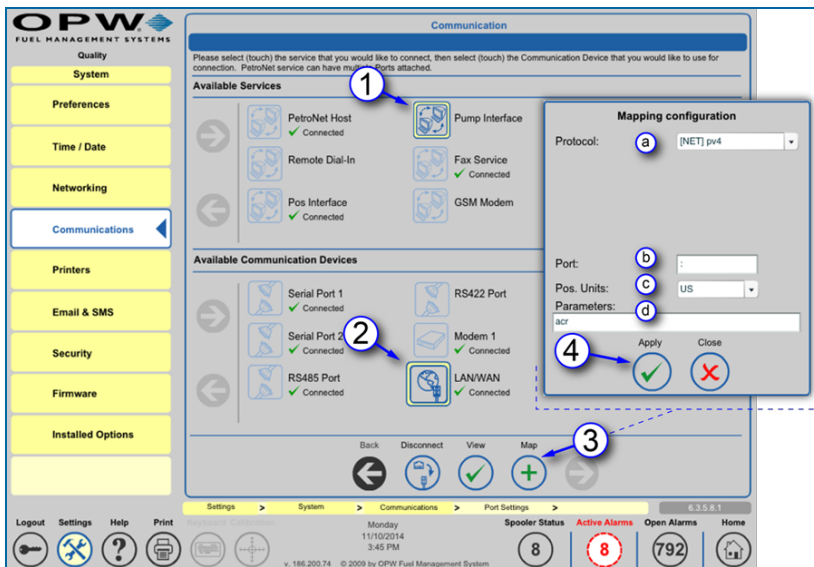 OPW
FUEL MANAGEMENT SYSTEMS
Quality
System
Preferences
Time / Date
Networking
Communications
Printers
Email & SMS
Security
Firmware
Installed Options
Communication
Please select (touch) the service that you would like to connect, then select (touch) the Communication Device that you would like to use for
connection. PetroNet service can have multiple Ports attached.
Available Services
1
PetroNet Host
Connected
Pump Interface
Remote Dial-In
Fax Service
Connected
Pos Interface
Connected
GSM Modem
Available Communication Devices
Serial Port 1
Connected
RS422 Port
Serial Port 2
Connected
2
Modem 1
Connected
RS485 Port
Connected
LAN/WAN
Connected
Back
Disconnect
View
Map
3
Mapping configuration
Protocol:
a
[NET] pv4
Port:
b
:
Pos. Units:
c
US
Parameters:
d
acr
4
Apply
Close
Settings > System > Communications > Port Settings >
6.3.5.8.1
Logout
Settings
Help
Print
Keyboard Calibration
Monday
11/10/2014
3:45 PM
v. 186.200.74 © 2009 by OPW Fuel Management System
Spooler Status
8
Active Alarms
8
Open Alarms
792
Home